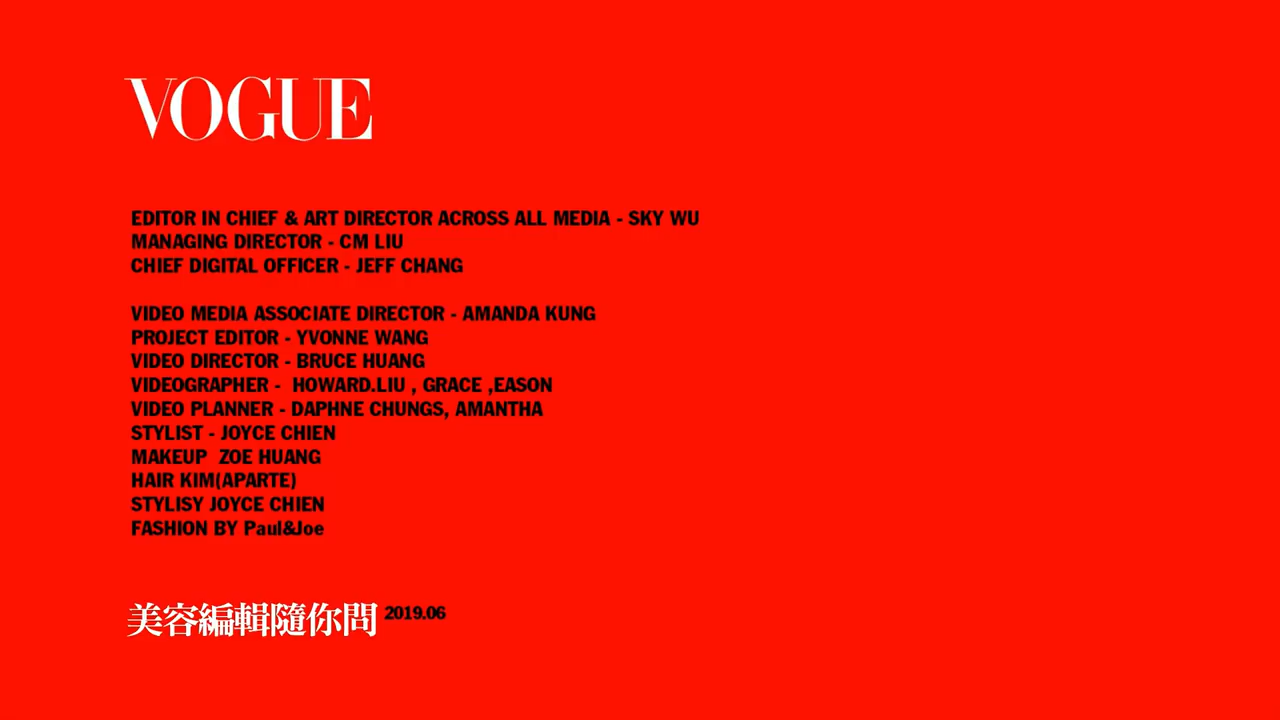 VOGUE
EDITOR IN CHIEF & ART DIRECTOR ACROSS ALL MEDIA - SKY WU
MANAGING DIRECTOR - CM LIU
CHIEF DIGITAL OFFICER - JEFF CHANG
VIDEO MEDIA ASSOCIATE DIRECTOR - AMANDA KUNG
PROJECT EDITOR - YVONNE WANG
VIDEO DIRECTOR - BRUCE HUANG
VIDEOGRAPHER -  HOWARD.LIU , GRACE ,EASON
VIDEO PLANNER - DAPHNE CHUNGS, AMANTHA
STYLIST - JOYCE CHIEN
MAKEUP  ZOE HUANG
HAIR KIM(APARTE)
STYLISY JOYCE CHIEN
FASHION BY Paul&Joe
美容編輯隨你問 2019.06